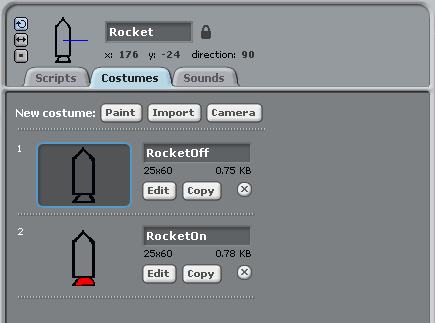 Rocket
x: 176 y: -24 direction: 90
Scripts Costumes Sounds
New costume: Paint Import Camera
1
RocketOff
25x60 0.75 KB
Edit Copy
2
RocketOn
25x60 0.78 KB
Edit Copy